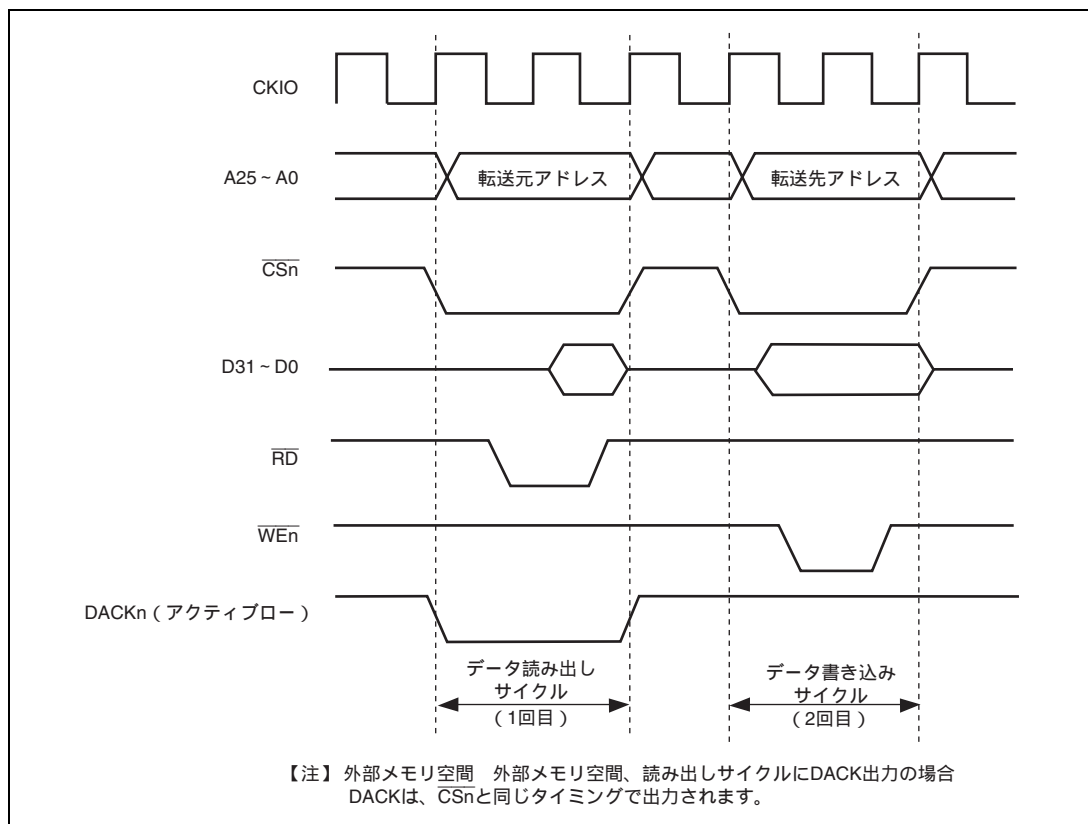 CKIO
A25 ~ A0
転送元アドレス
転送先アドレス
CSn
D31 ~ D0
RD
WEn
DACKn(アクティブロー)
データ読み出し
サイクル
(1回目)
データ書き込み
サイクル
(2回目)
【注】 外部メモリ空間 外部メモリ空間、読み出しサイクルにDACK出力の場合
DACKは、CSnと同じタイミングで出力されます。